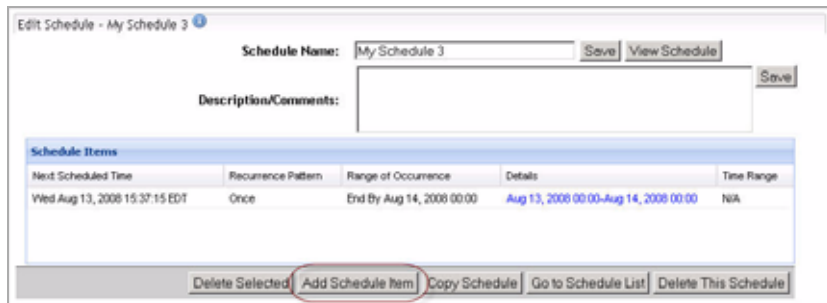 Edit Schedule - My Schedule 3
Schedule Name: My Schedule 3 Save View Schedule
Description/Comments: Save
Schedule Items
Next Scheduled Time Recurrence Pattern Range of Occurrence Details Time Range
Wed Aug 13, 2008 15:37:15 EDT Once End By Aug 14, 2008 00:00 Aug 13, 2008 00:00-Aug 14, 2008 00:00 N/A
Delete Selected Add Schedule Item Copy Schedule Go to Schedule List Delete This Schedule